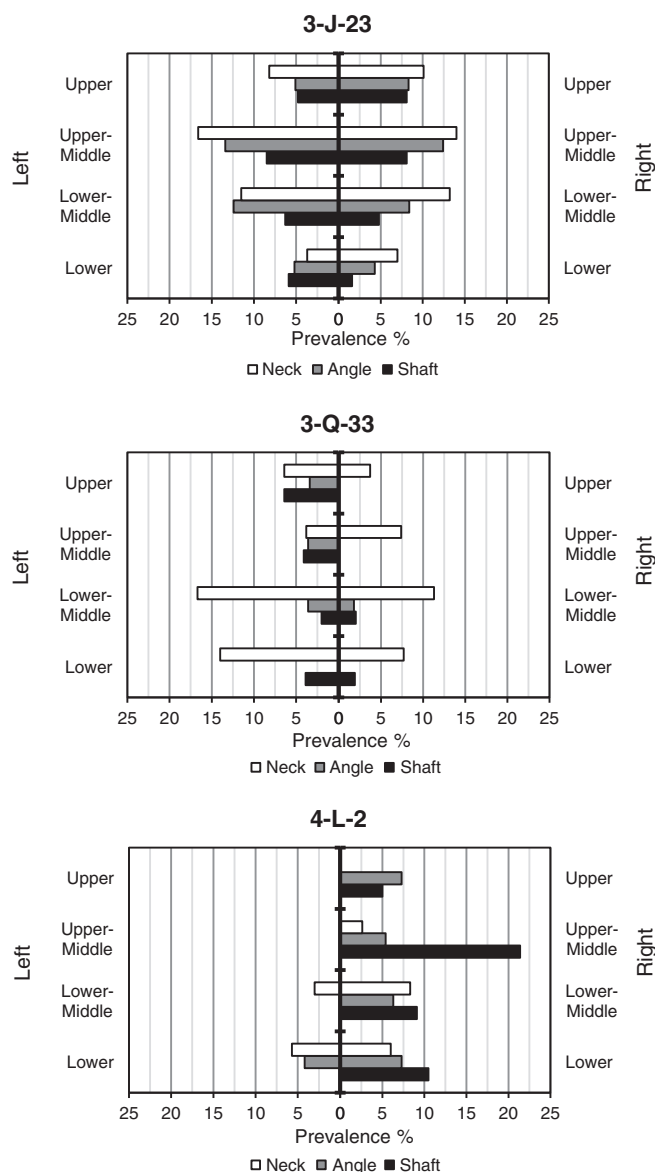 3-J-23
Left
Upper
Upper-
Middle
Lower-
Middle
Lower
Upper
Upper-
Middle
Lower-
Middle
Lower
Right
25 20 15 10 5 0 5 10 15 20 25
Prevalence %
Neck Angle Shaft
3-Q-33
Left
Upper
Upper-
Middle
Lower-
Middle
Lower
Upper
Upper-
Middle
Lower-
Middle
Lower
Right
25 20 15 10 5 0 5 10 15 20 25
Prevalence %
Neck Angle Shaft
4-L-2
Left
Upper
Upper-
Middle
Lower-
Middle
Lower
Upper
Upper-
Middle
Lower-
Middle
Lower
Right
25 20 15 10 5 0 5 10 15 20 25
Prevalence %
Neck Angle Shaft